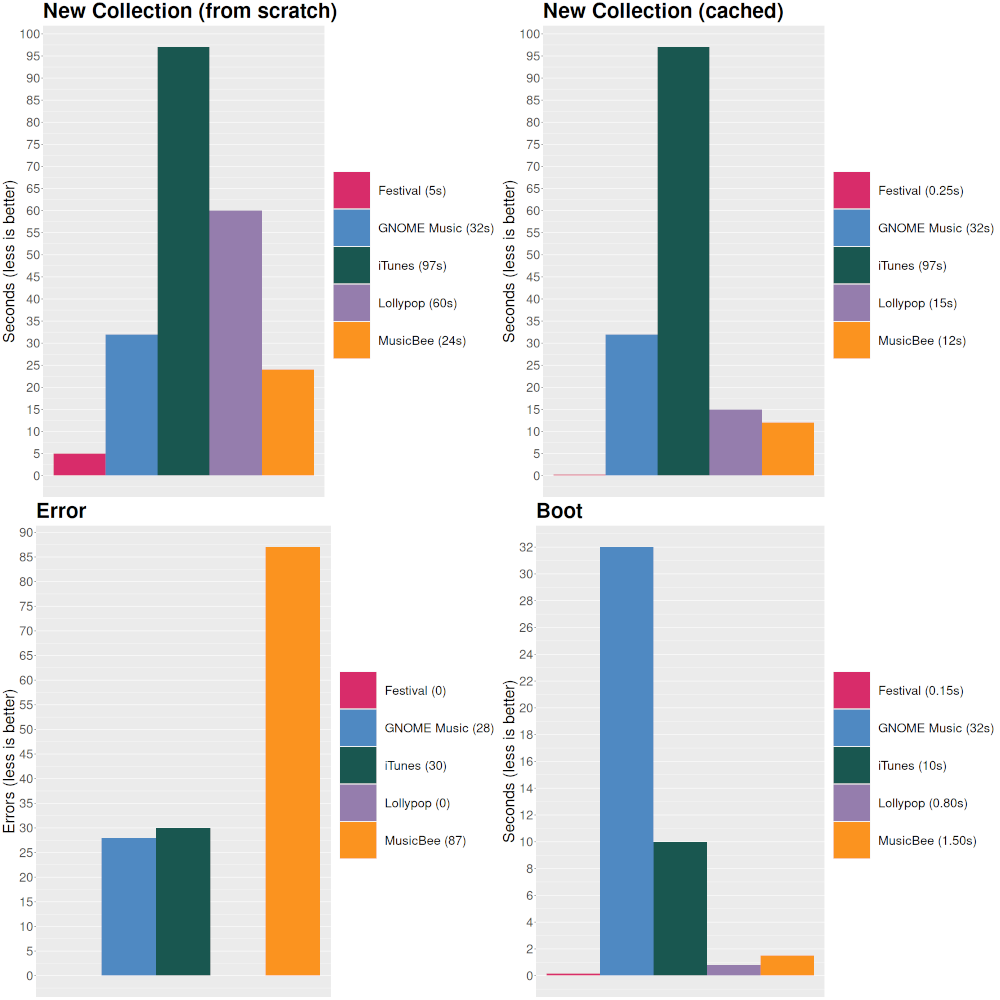 New Collection (from scratch)
Seconds (less is better)
100
95
90
85
80
75
70
65
60
55
50
45
40
35
30
25
20
15
10
5
0
Festival (5s)
GNOME Music (32s)
iTunes (97s)
Lollypop (60s)
MusicBee (24s)
New Collection (cached)
Seconds (less is better)
100
95
90
85
80
75
70
65
60
55
50
45
40
35
30
25
20
15
10
5
0
Festival (0.25s)
GNOME Music (32s)
iTunes (97s)
Lollypop (15s)
MusicBee (12s)
Error
Errors (less is better)
90
85
80
75
70
65
60
55
50
45
40
35
30
25
20
15
10
5
0
Festival (0)
GNOME Music (28)
iTunes (30)
Lollypop (0)
MusicBee (87)
Boot
Seconds (less is better)
32
30
28
26
24
22
20
18
16
14
12
10
8
6
4
2
0
Festival (0.15s)
GNOME Music (32s)
iTunes (10s)
Lollypop (0.80s)
MusicBee (1.50s)